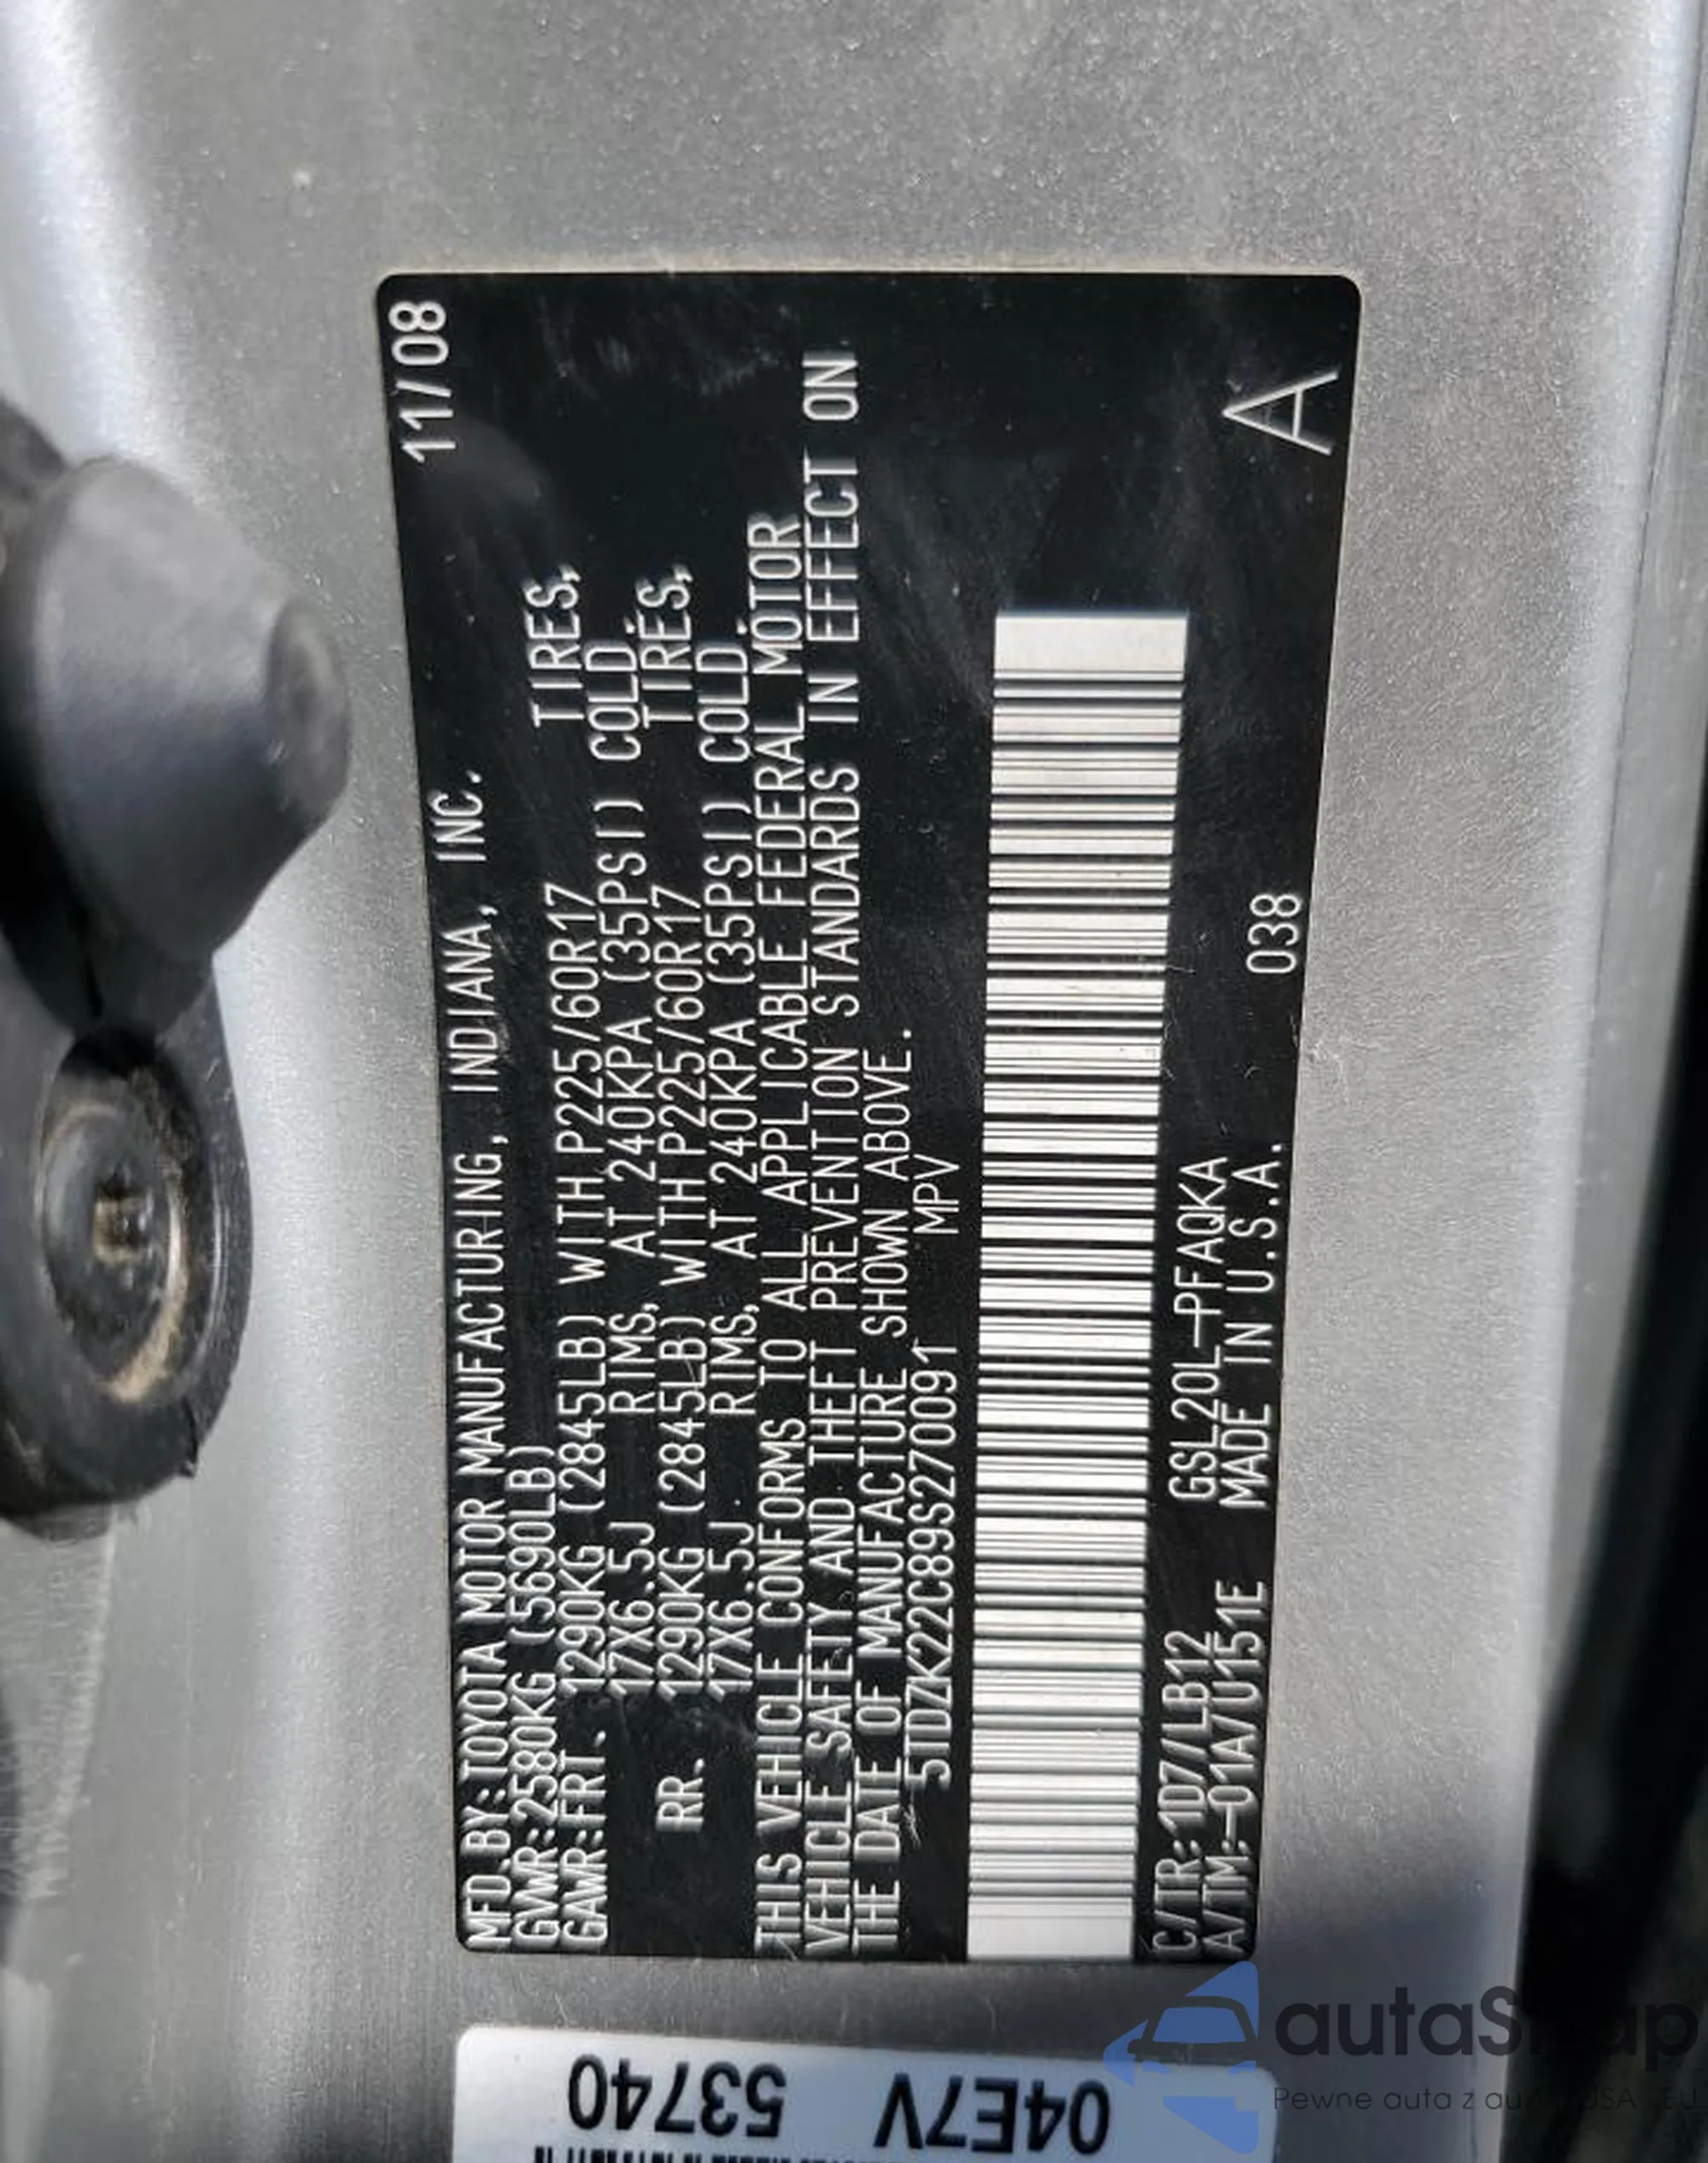 MFD.BY:TOYOTA MOTOR MANUFACTURING, INDIANA, INC. 11/08
GVWR:2580KG (5690LB)
GAWR:FRT. 1290KG (2845LB) WITH P225/60R17 TIRES,
17X6.5J RIMS, AT 240KPA (35PSI) COLD.
RR. 1290KG (2845LB) WITH P225/60R17 TIRES,
17X6.5J RIMS, AT 240KPA (35PSI) COLD.
THIS VEHICLE CONFORMS TO ALL APPLICABLE FEDERAL MOTOR
VEHICLE SAFETY AND THEFT PREVENTION STANDARDS IN EFFECT ON
THE DATE OF MANUFACTURE SHOWN ABOVE.
5TDZK22C89S270091 MPV
C/TR:1D7/LB12 GSL20L-PFAQKA
A/TM:-01A/U151E MADE IN U.S.A. 038 A
04E7V
53740
Pewne auta z